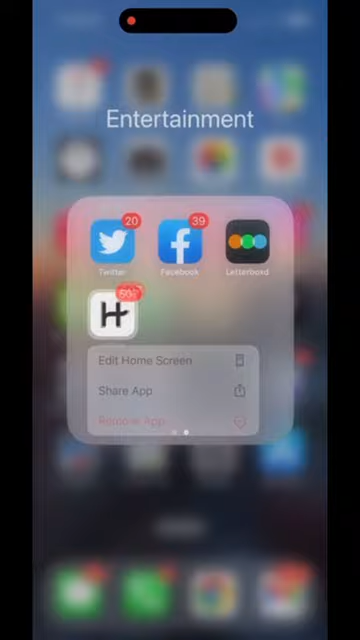 Entertainment
20
39
Twitter
Facebook
Letterboxd
H
Edit Home Screen
Share App
Remove App